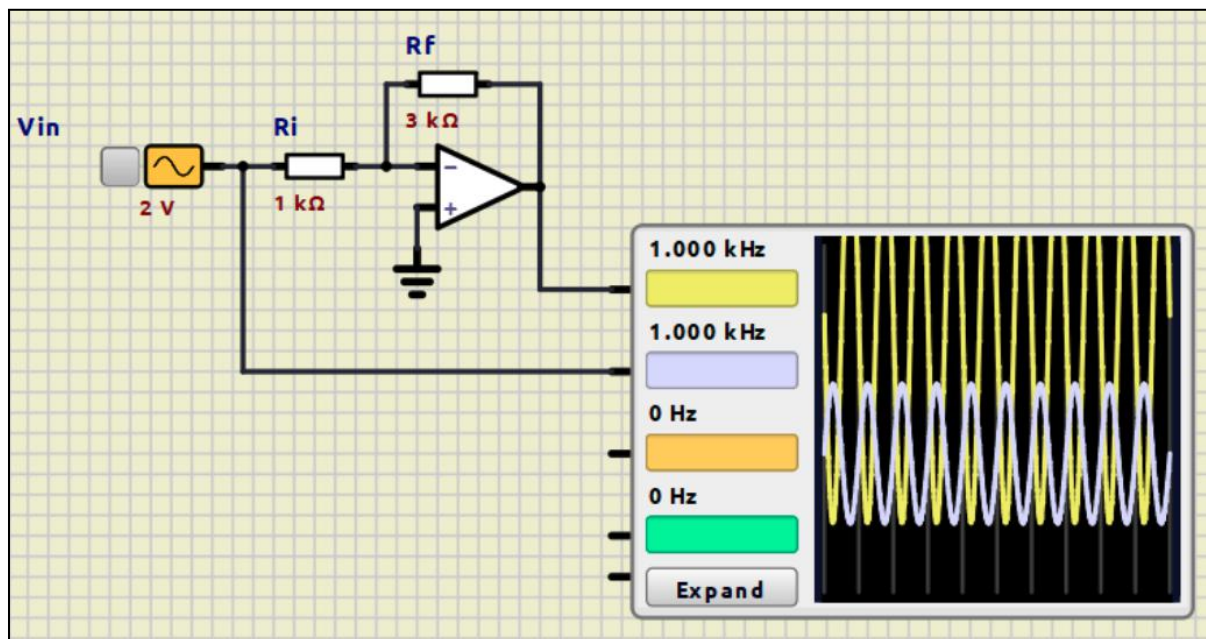 Rf
3 kΩ
Vin
Ri
2 V
1 kΩ
−
+
1.000 kHz
1.000 kHz
0 Hz
0 Hz
Expand